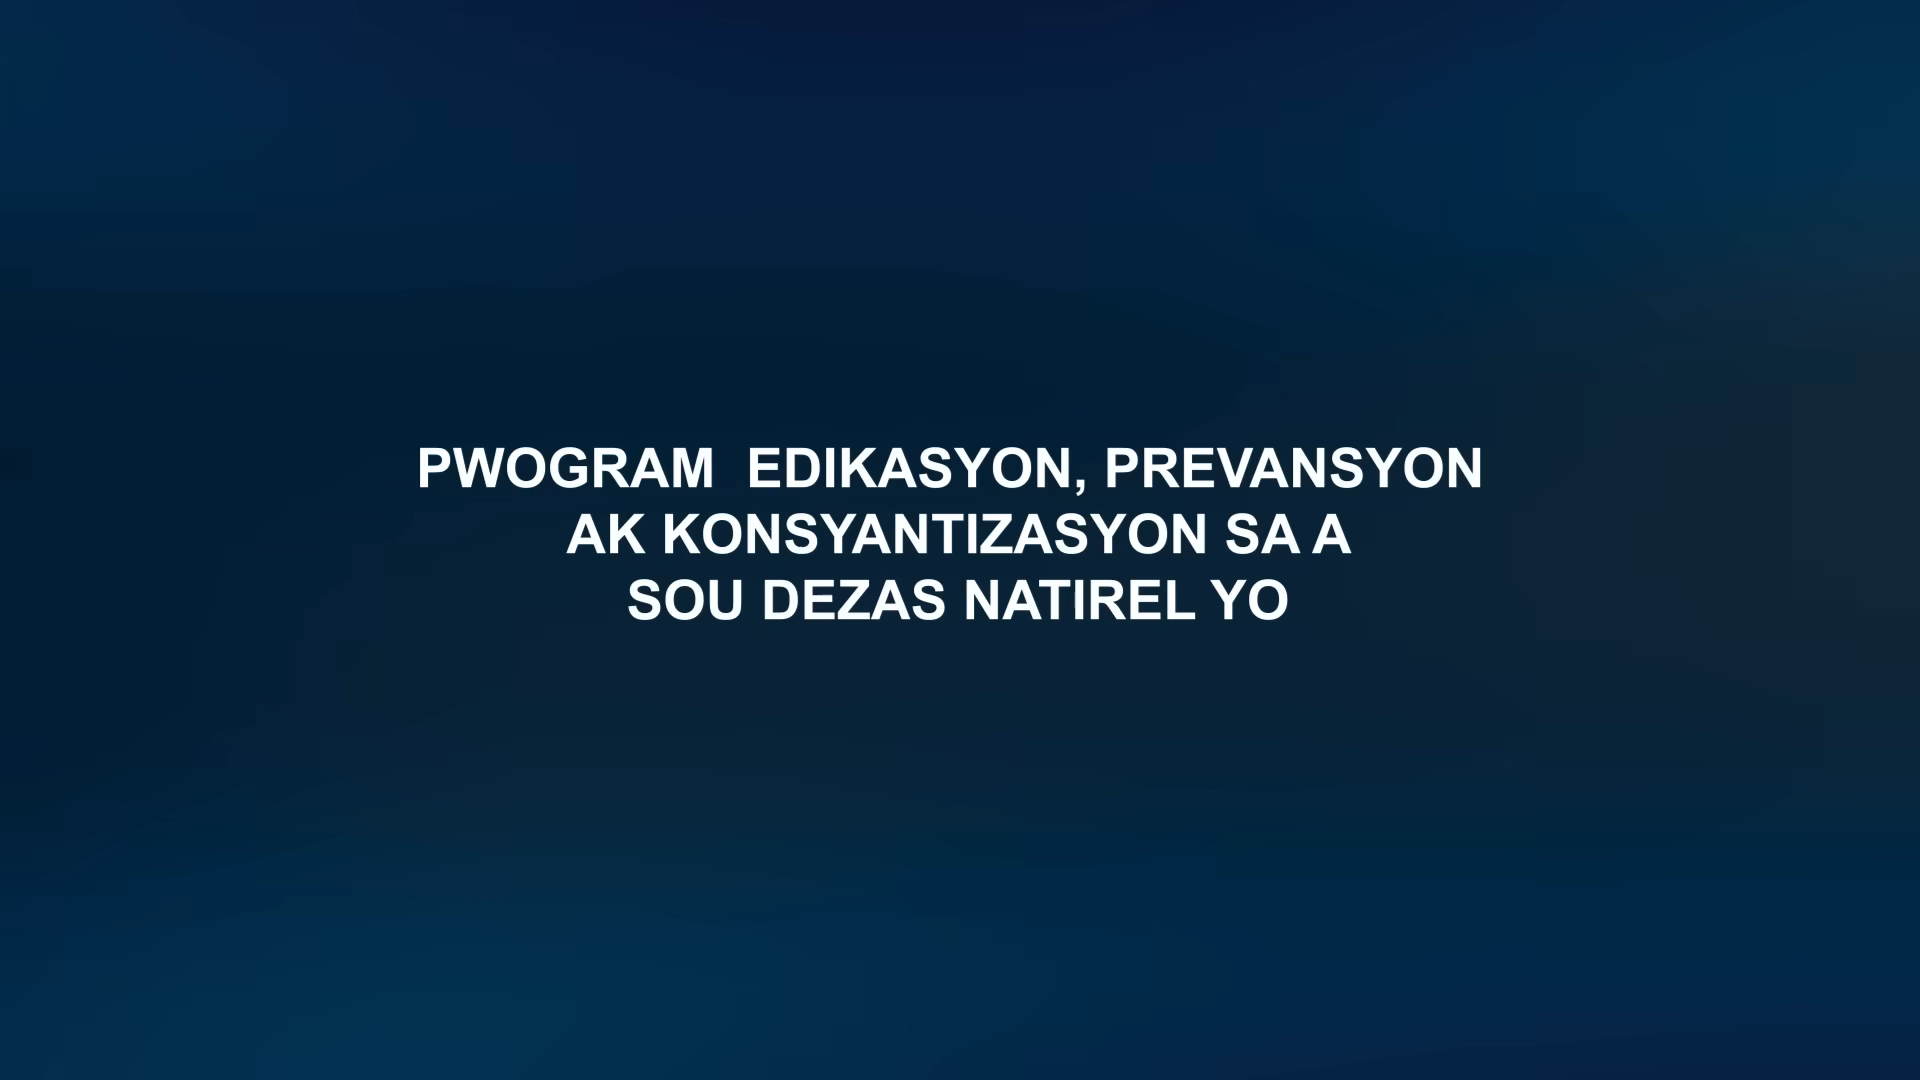 PWOGRAM  EDIKASYON, PREVANSYON
AK KONSYANTIZASYON SA A
SOU DEZAS NATIREL YO